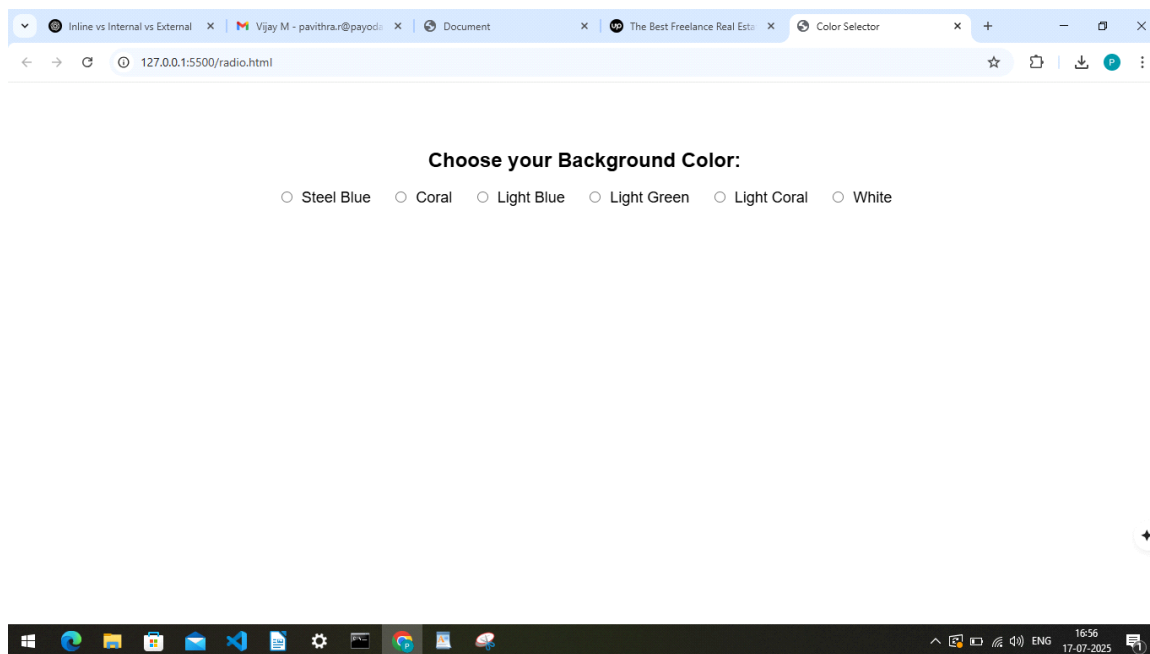 Inline vs Internal vs External
Vijay M - pavithra.r@payoda
Document
The Best Freelance Real Esta
Color Selector
127.0.0.1:5500/radio.html
P
Choose your Background Color:
Steel Blue Coral Light Blue Light Green Light Coral White
ENG
16:56
17-07-2025
1